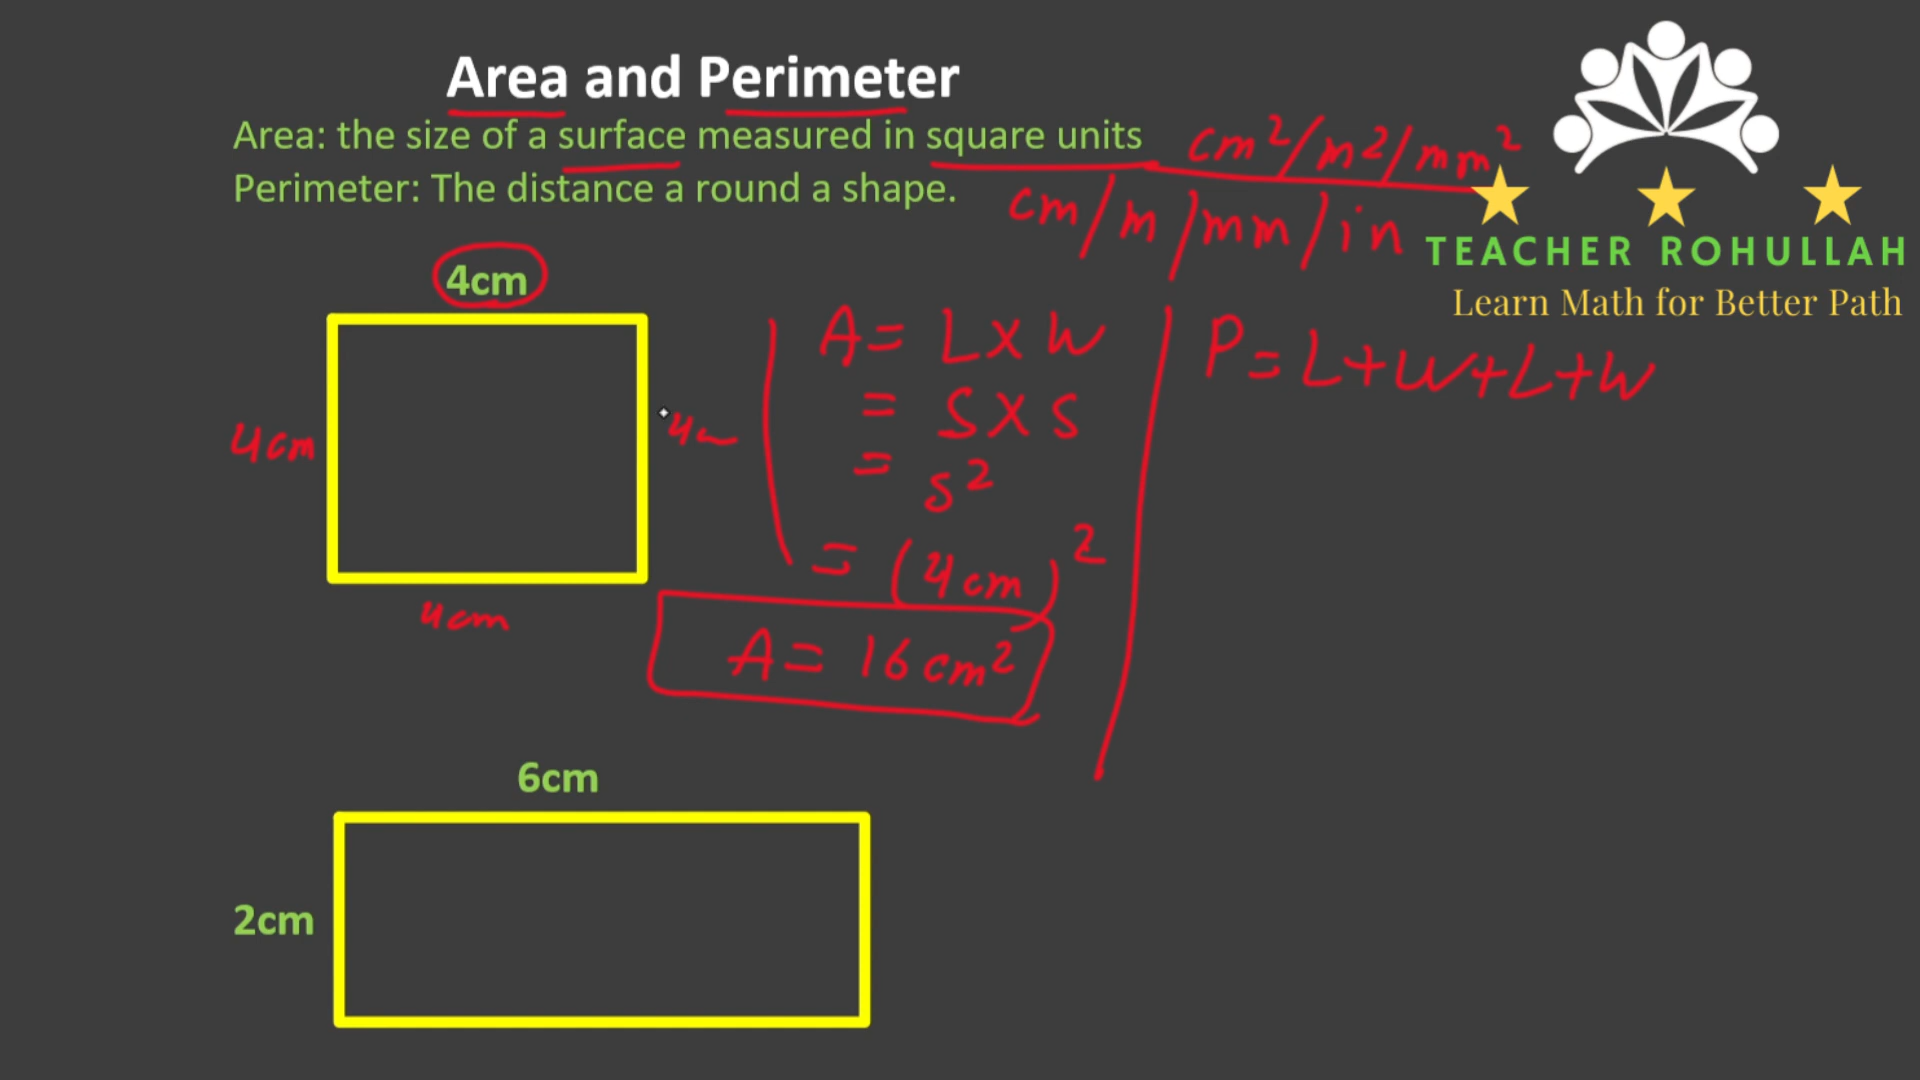 Area and Perimeter
Area: the size of a surface measured in square units cm²/m²/mm²
Perimeter: The distance a round a shape. cm/m/mm/in
TEACHER ROHULLAH
Learn Math for Better Path
4cm
4cm
4cm
4cm
A = L x W
= S x S
= S²
= (4cm)²
A = 16cm²
P = L+W+L+W
6cm
2cm